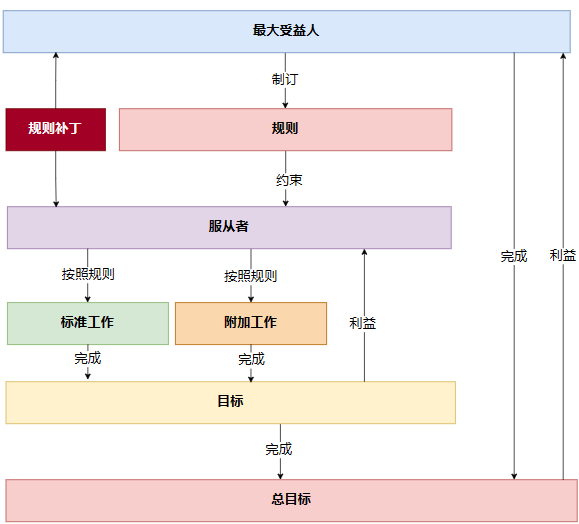 最大受益人
制订
规则补丁
规则
约束
服从者
完成
利益
按照规则
按照规则
标准工作
附加工作
利益
完成
完成
目标
完成
总目标